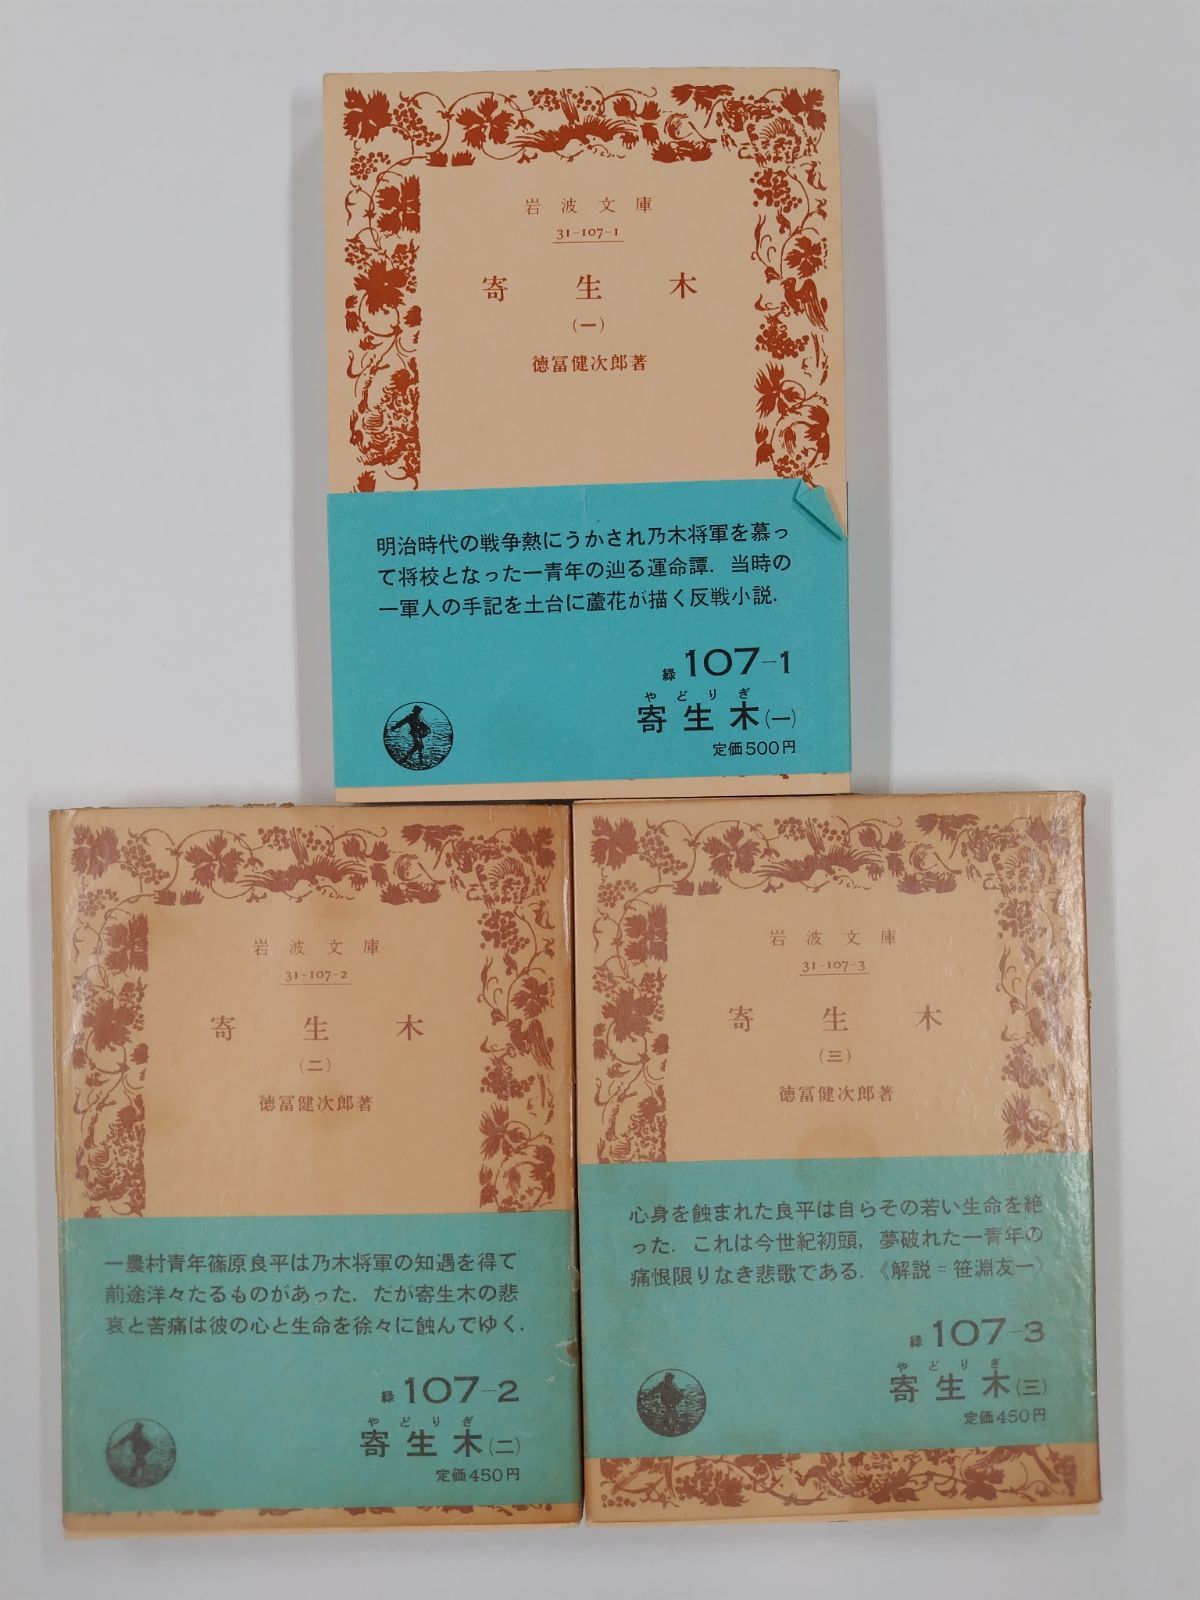 岩波文庫
31-107-1
寄生木
(一)
徳冨健次郎著
明治時代の戦争熱にうかされ乃木将軍を慕っ
て将校となった一青年の辿る運命譚．当時の
一軍人の手記を土台に蘆花が描く反戦小説．
緑 107-1
やどりぎ
寄生木(一)
定価500円
岩波文庫
31-107-2
寄生木
(二)
徳冨健次郎著
一農村青年篠原良平は乃木将軍の知遇を得て
前途洋々たるものがあった．だが寄生木の悲
哀と苦痛は彼の心と生命を徐々に蝕んでゆく．
緑 107-2
やどりぎ
寄生木(二)
定価450円
岩波文庫
31-107-3
寄生木
(三)
徳冨健次郎著
心身を蝕まれた良平は自らその若い生命を絶
った．これは今世紀初頭，夢破れた一青年の
痛恨限りなき悲歌である．《解説＝笹淵友一》
緑 107-3
やどりぎ
寄生木(三)
定価450円